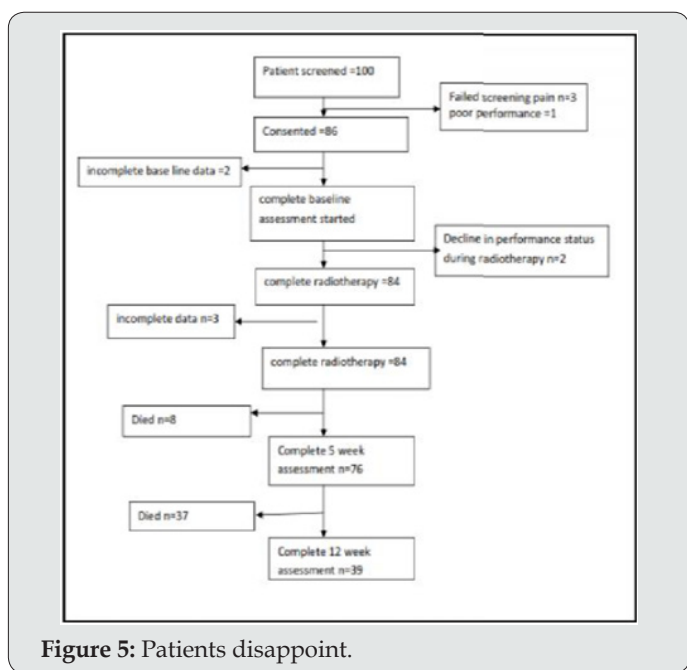 Patient screened =100
Failed screening pain n=3
poor performance =1
Consented =86
incomplete base line data =2
complete baseline
assessment started
Decline in performance status
during radiotherapy n=2
complete radiotherapy =84
incomplete data n=3
complete radiotherapy =84
Died n=8
Complete 5 week
assessment n=76
Died n=37
Complete 12 week
assessment n=39
Figure 5: Patients disappoint.